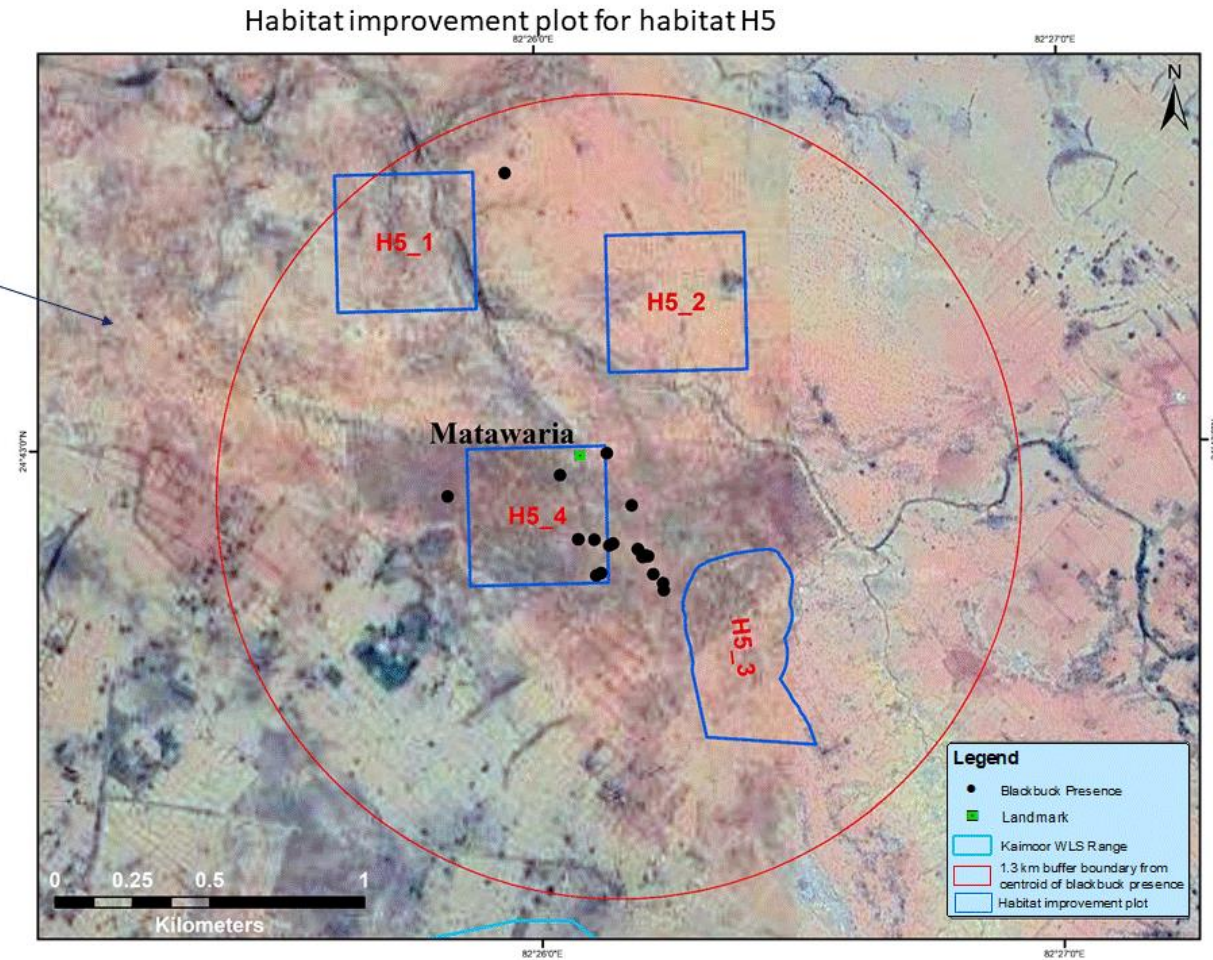 Habitat improvement plot for habitat H5
82°26'0"E
82°27'0"E
N
H5_1
H5_2
Matawaria
24°43'0"N
H5_4
H5_3
Legend
Blackbuck Presence
Landmark
Kaimoor WLS Range
1.3 km buffer boundary from
centroid of blackbuck presence
Habitat improvement plot
0 0.25 0.5 1
Kilometers
82°26'0"E
82°27'0"E